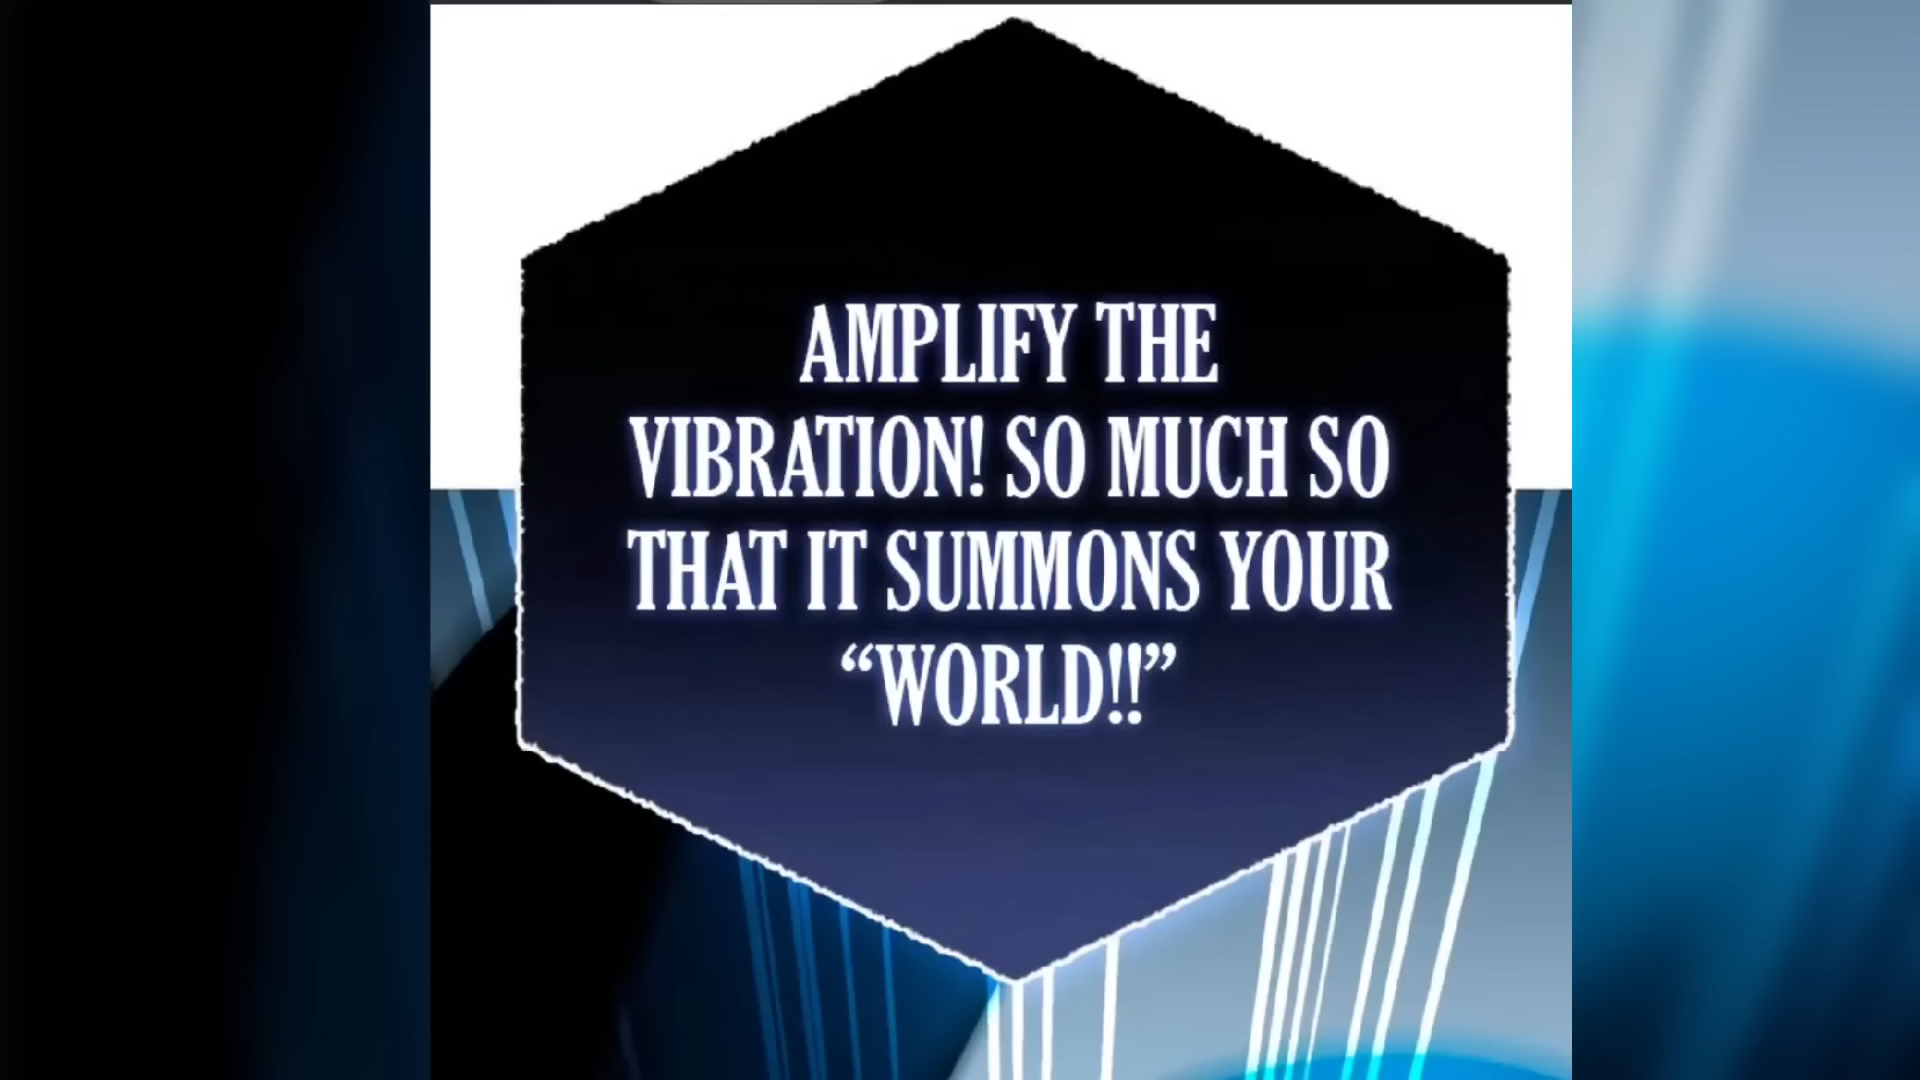 AMPLIFY THE
VIBRATION! SO MUCH SO
THAT IT SUMMONS YOUR
“WORLD!!”